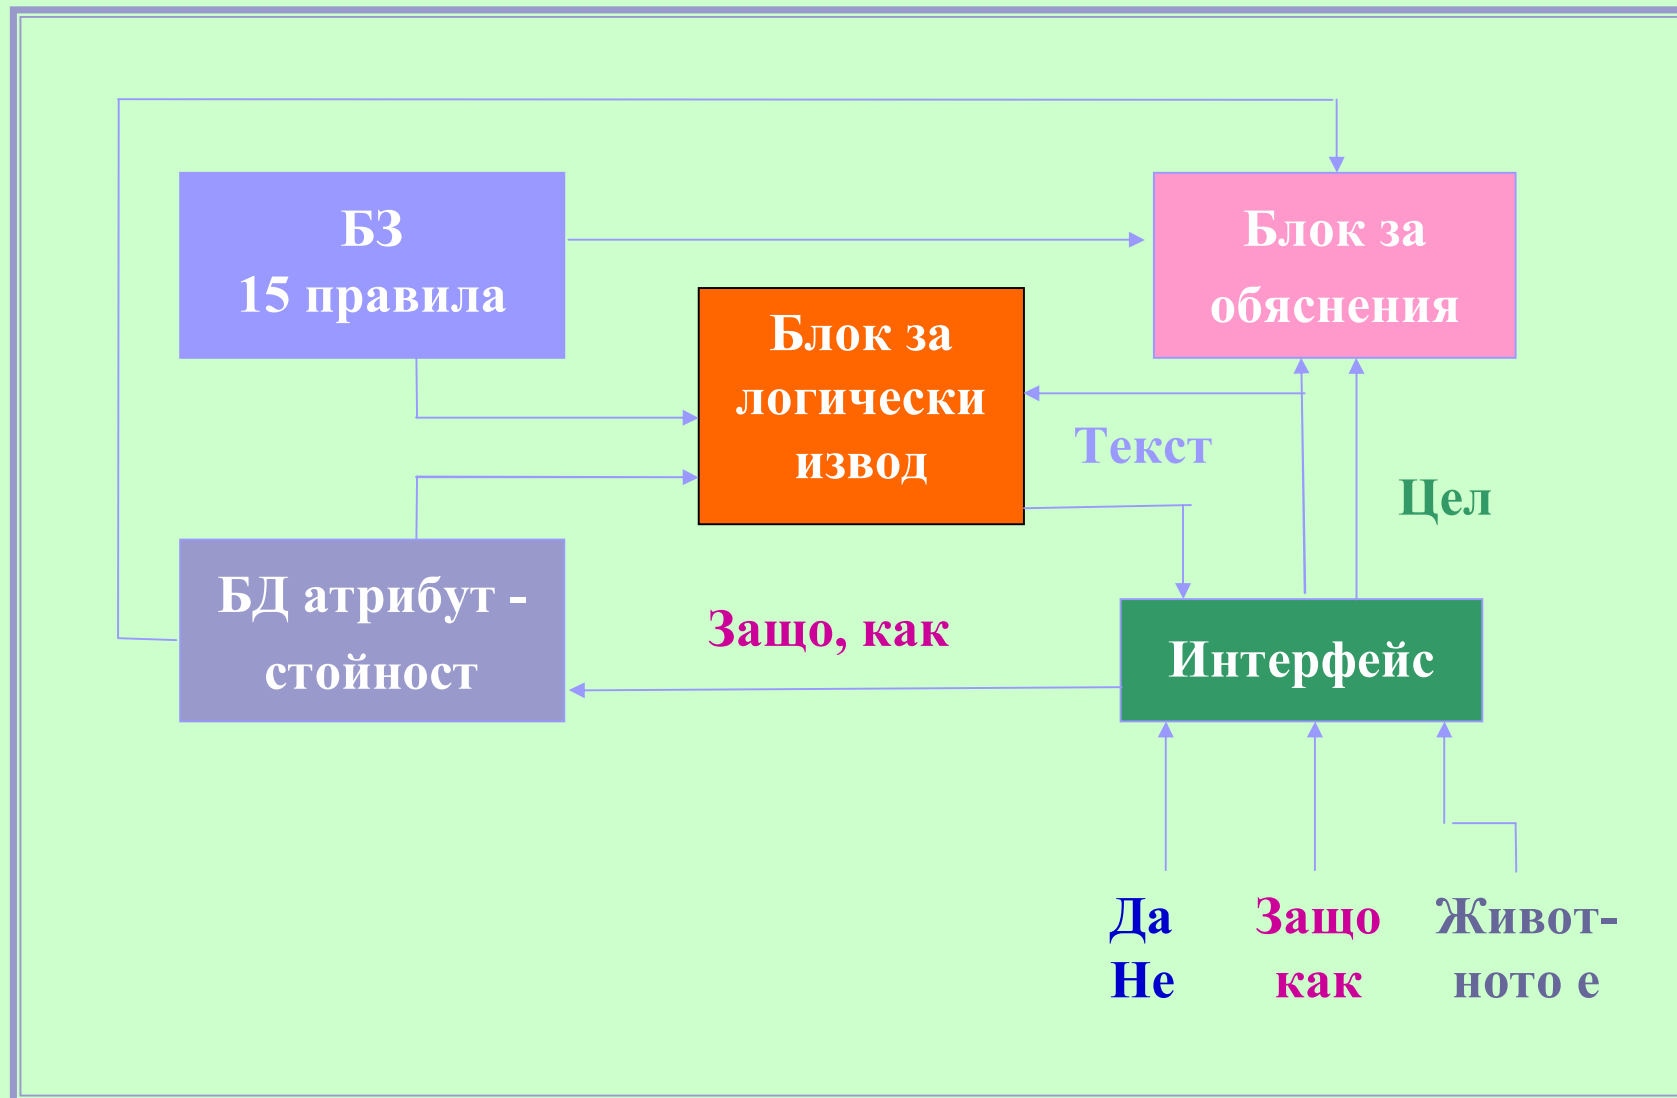 БЗ
15 правила
Блок за
обяснения
Блок за
логически
извод
Текст
Цел
БД атрибут -
стойност
Защо, как
Интерфейс
Да
Не
Защо
как
Живот-
ното е